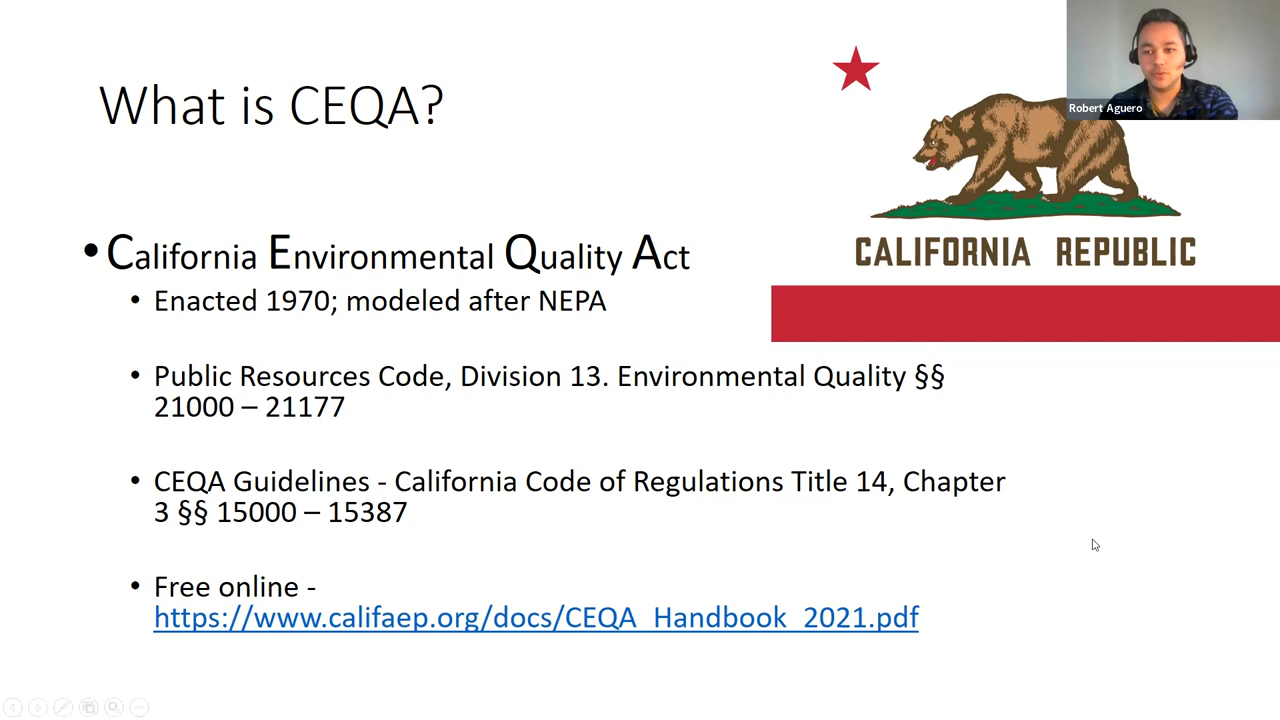 What is CEQA?
Robert Aguero
CALIFORNIA REPUBLIC
• California Environmental Quality Act
• Enacted 1970; modeled after NEPA
• Public Resources Code, Division 13. Environmental Quality §§
21000 – 21177
• CEQA Guidelines - California Code of Regulations Title 14, Chapter
3 §§ 15000 – 15387
• Free online -
https://www.califaep.org/docs/CEQA_Handbook_2021.pdf